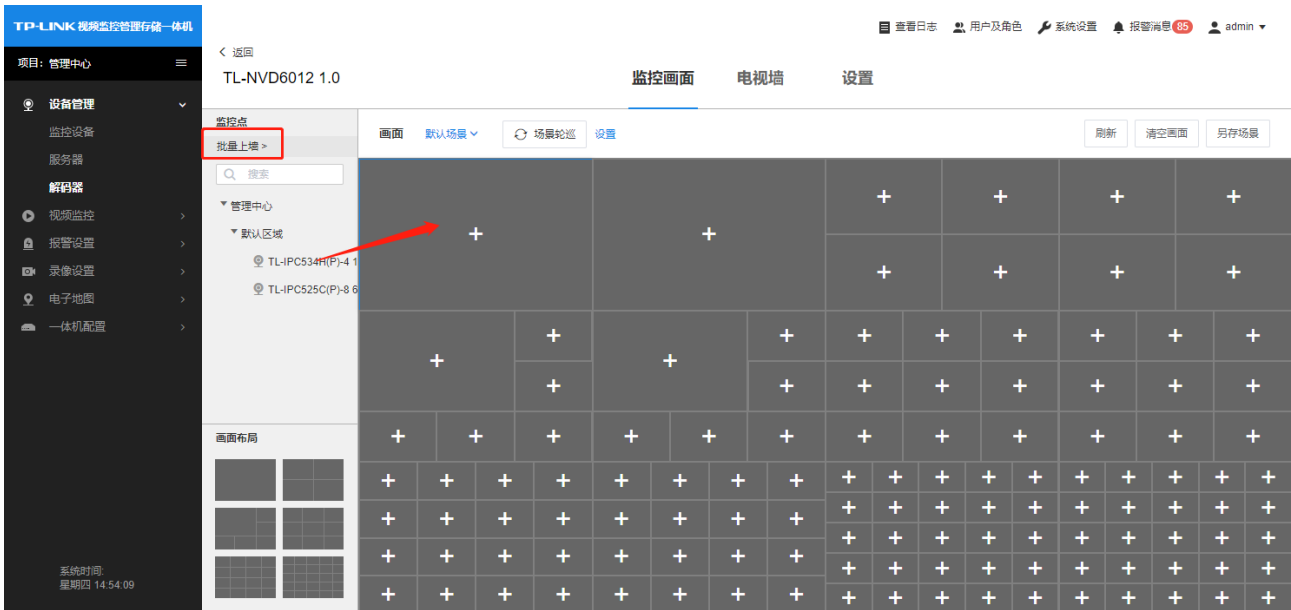 TP-LINK 视频监控管理存储一体机
查看日志 用户及角色 系统设置 报警消息 85 admin
项目: 管理中心
< 返回
TL-NVD6012 1.0
监控画面 电视墙 设置
设备管理
监控设备
服务器
解码器
视频监控
报警设置
录像设置
电子地图
一体机配置
监控点
批量上墙 >
搜索
管理中心
默认区域
TL-IPC534H(P)-4 1
TL-IPC525C(P)-8 6
画面 默认场景 场景轮巡 设置
刷新 清空画面 另存场景
画面布局
系统时间:
星期四 14:54:09